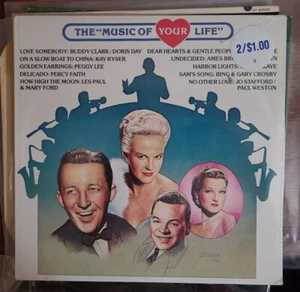 THE "MUSIC OF YOUR LIFE"
LOVE SOMEBODY: BUDDY CLARK · DORIS DAY
ON A SLOW BOAT TO CHINA: KAY KYSER
GOLDEN EARRINGS: PEGGY LEE
DELICADO: PERCY FAITH
HOW HIGH THE MOON: LES PAUL
& MARY FORD
DEAR HEARTS & GENTLE PEOP
UNDECIDED: AMES BR
HARBOR LIGHTS:
SAM'S SONG: BING & GARY CROSBY
NO OTHER LOVE: JO STAFFORD /
PAUL WESTON
2/$1.00